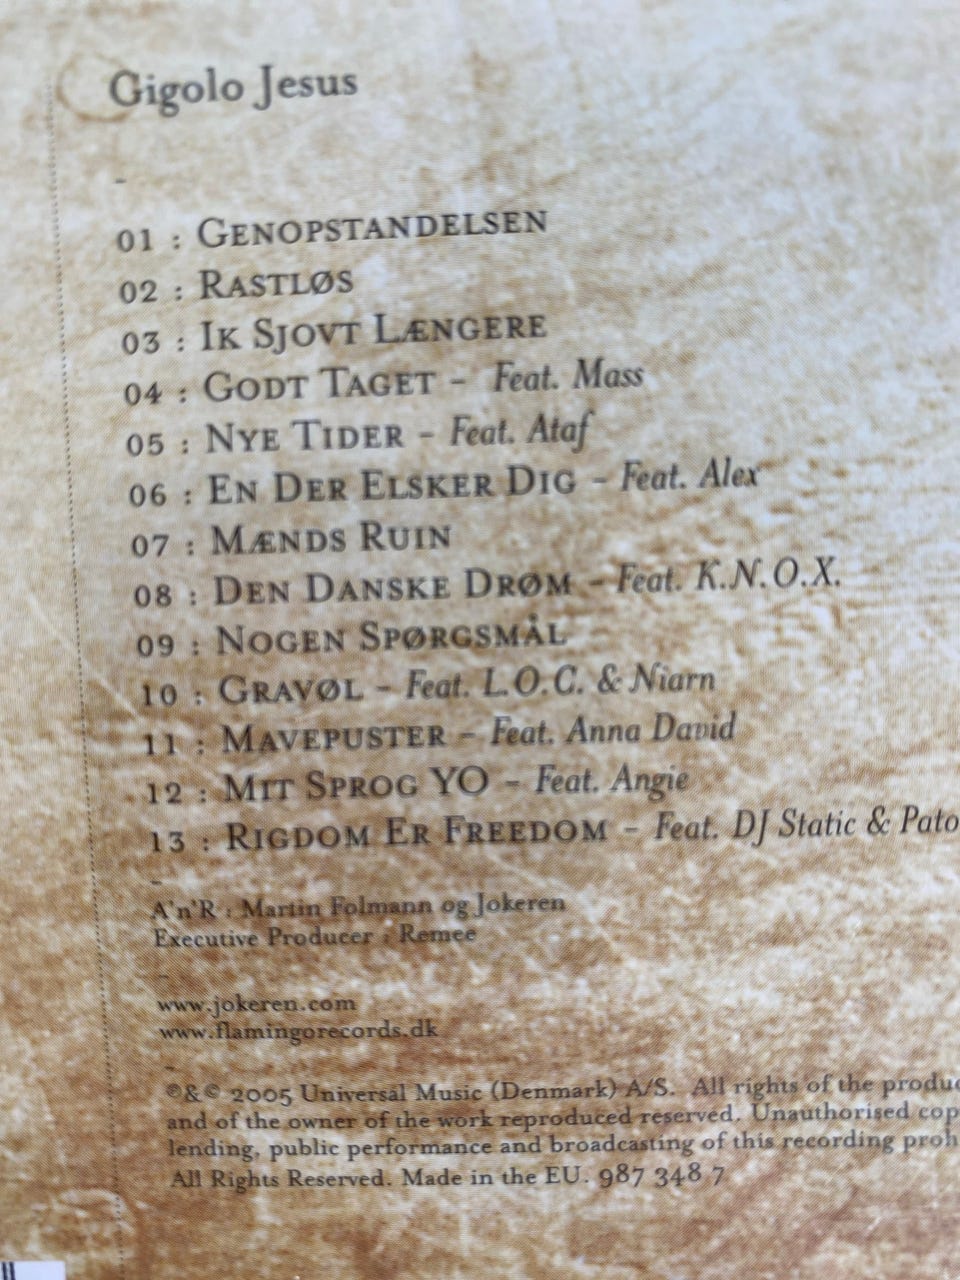 Gigolo Jesus
-
01 : GENOPSTANDELSEN
02 : RASTLØS
03 : IK SJOVT LÆNGERE
04 : GODT TAGET - Feat. Mass
05 : NYE TIDER - Feat. Ataf
06 : EN DER ELSKER DIG - Feat. Alex
07 : MÆNDS RUIN
08 : DEN DANSKE DRØM - Feat. K.N.O.X.
09 : NOGEN SPØRGSMÅL
10 : GRAVØL - Feat. L.O.C. & Niarn
11 : MAVEPUSTER - Feat. Anna David
12 : MIT SPROG YO - Feat. Angie
13 : RIGDOM ER FREEDOM - Feat. DJ Static & Pato
-
A'n'R : Martin Folmann og Jokeren
Executive Producer : Remee
-
www.jokeren.com
www.flamingorecords.dk
-
℗&© 2005 Universal Music (Denmark) A/S. All rights of the produc
and of the owner of the work reproduced reserved. Unauthorised cop
lending, public performance and broadcasting of this recording proh
All Rights Reserved. Made in the EU. 987 348 7